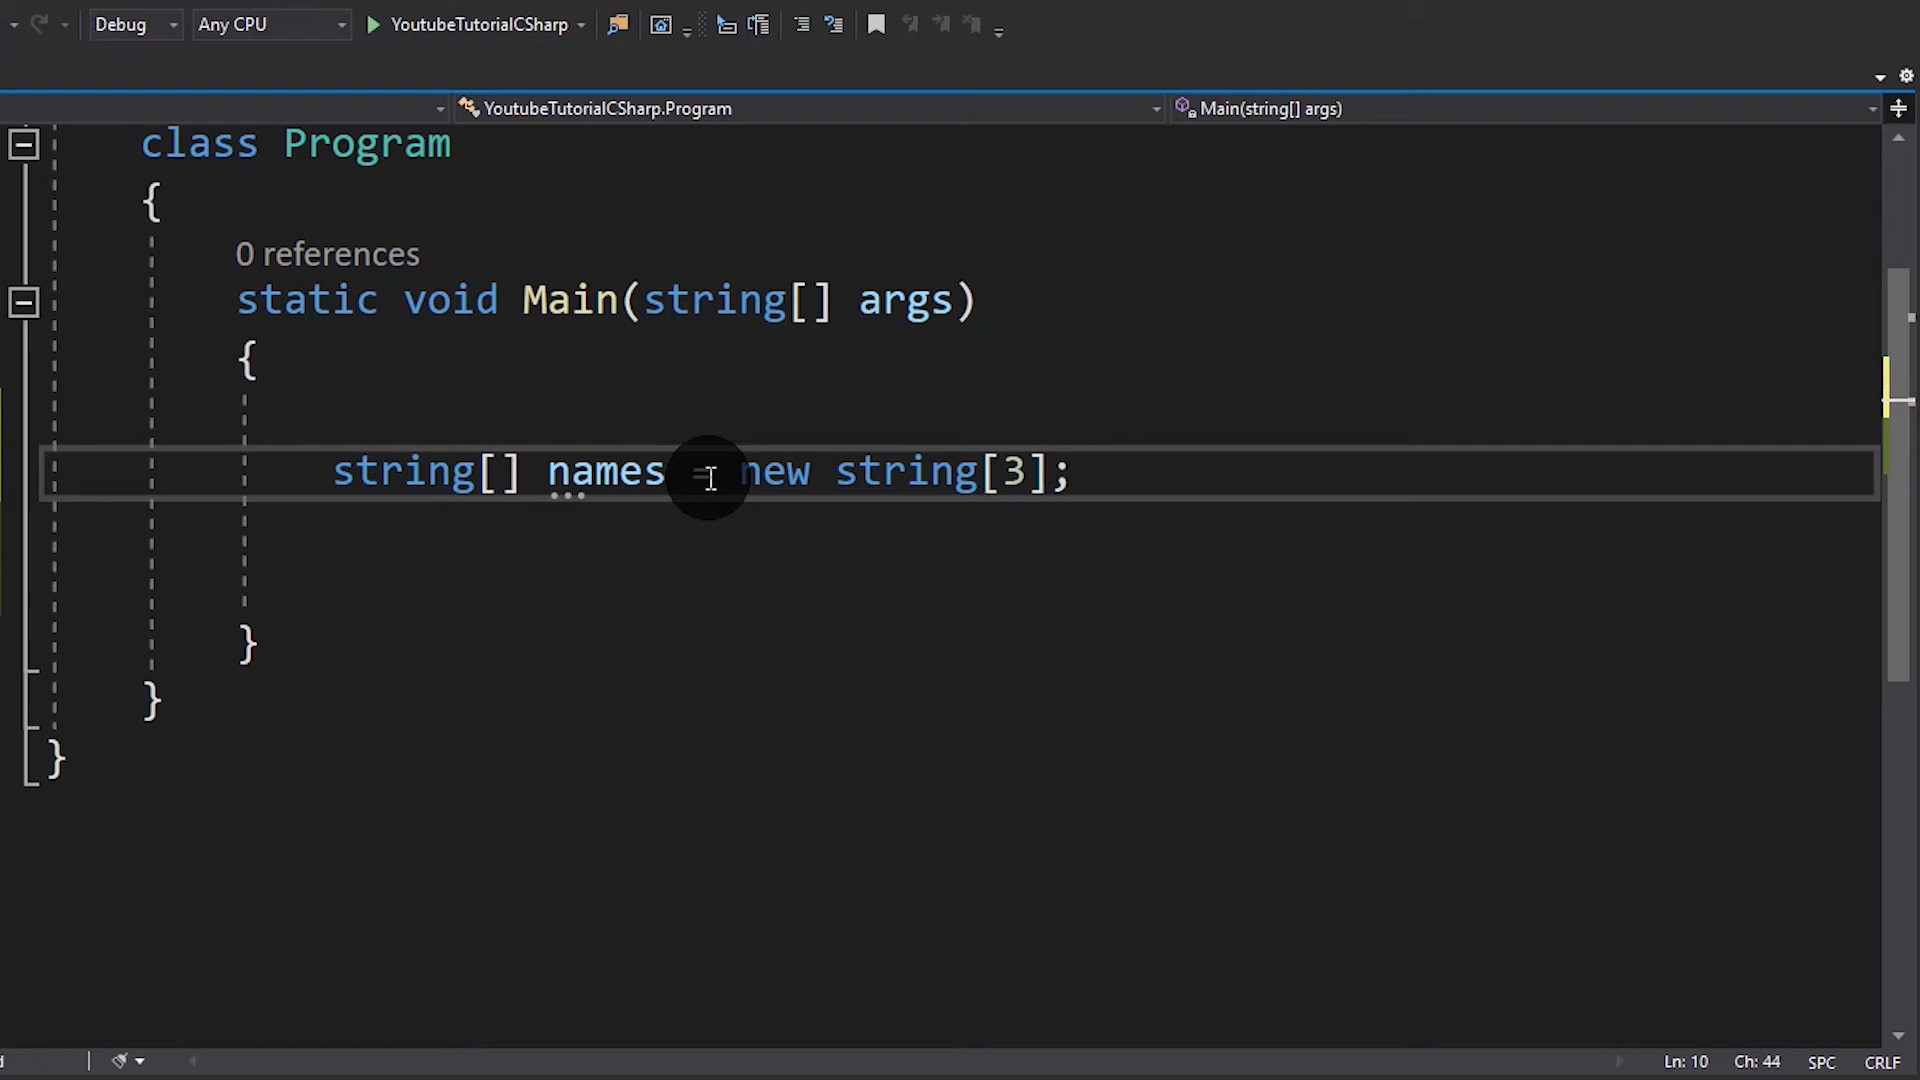 Debug Any CPU YoutubeTutorialCSharp
YoutubeTutorialCSharp.Program Main(string[] args)
class Program
{
0 references
static void Main(string[] args)
{
string[] names = new string[3];
}
}
}
Ln: 10 Ch: 44 SPC CRLF